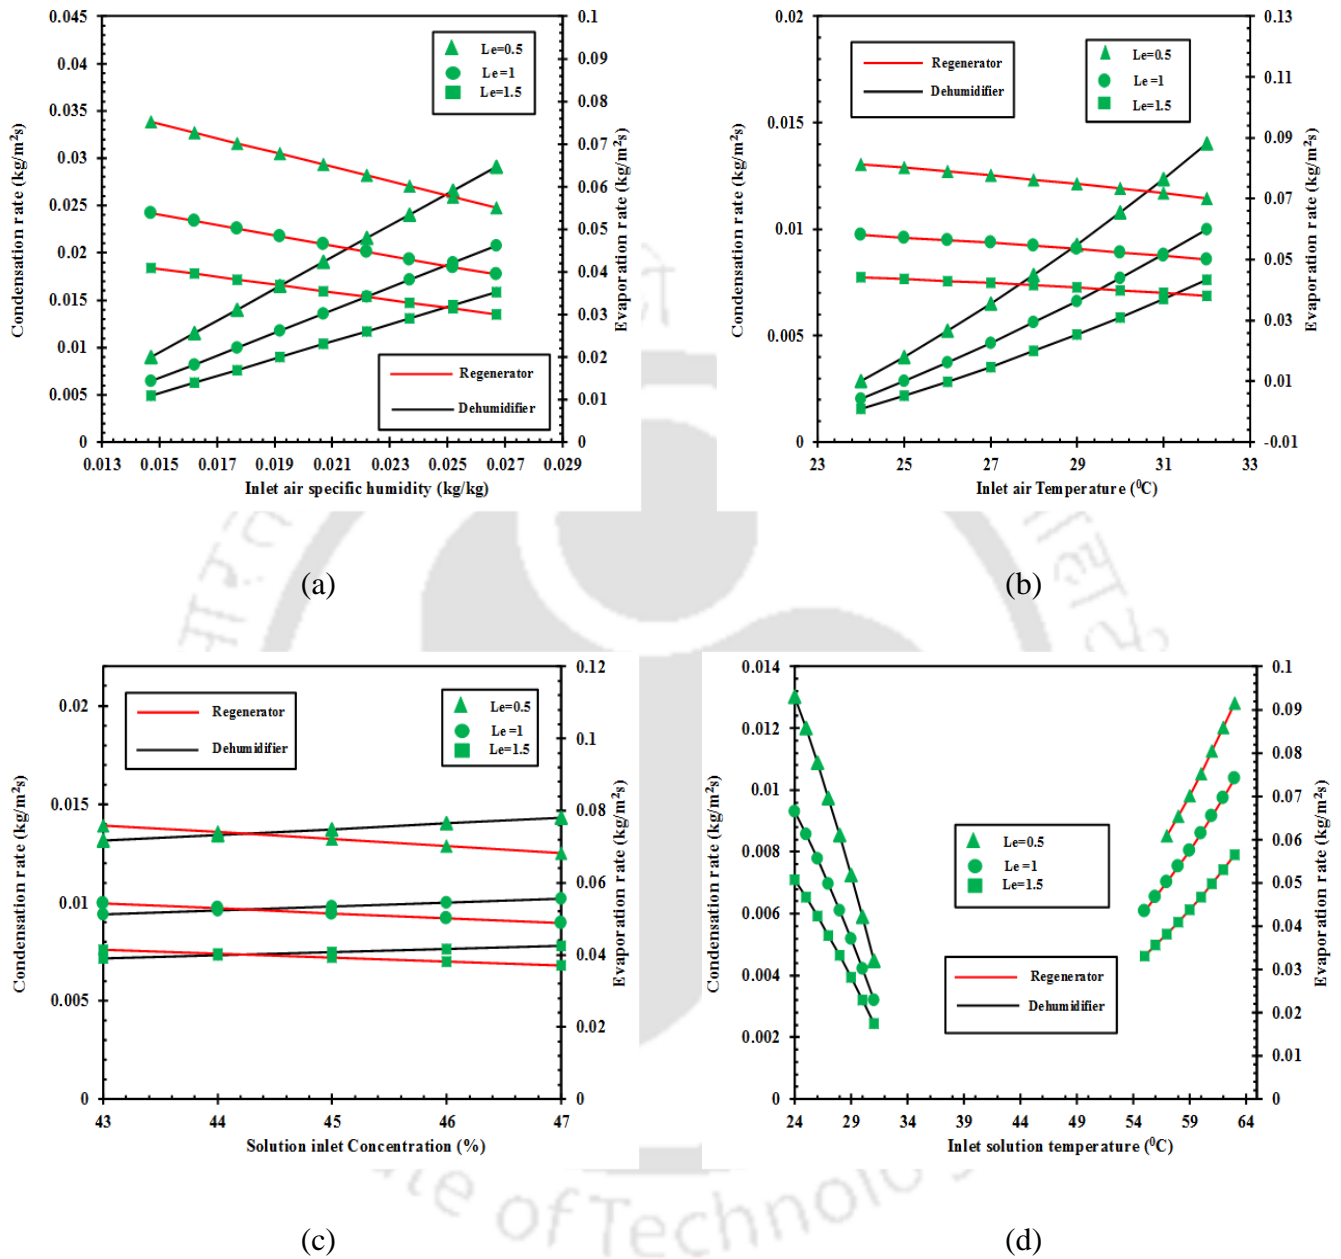 0.045
0.04
0.035
0.03
0.025
0.02
0.015
0.01
0.005
0
Condensation rate (kg/m²s)
0.1
0.09
0.08
0.07
0.06
0.05
0.04
0.03
0.02
0.01
0
Evaporation rate (kg/m²s)
Le=0.5
Le =1
Le=1.5
Regenerator
Dehumidifier
0.013 0.015 0.017 0.019 0.021 0.023 0.025 0.027 0.029
Inlet air specific humidity (kg/kg)
(a)
0.02
0.015
0.01
0.005
0
Condensation rate (kg/m²s)
0.13
0.11
0.09
0.07
0.05
0.03
0.01
-0.01
Evaporation rate (kg/m²s)
Regenerator
Dehumidifier
Le=0.5
Le =1
Le=1.5
23 25 27 29 31 33
Inlet air Temperature (⁰C)
(b)
0.02
0.015
0.01
0.005
0
Condensation rate (kg/m²s)
0.12
0.1
0.08
0.06
0.04
0.02
0
Evaporation rate (kg/m²s)
Regenerator
Dehumidifier
Le=0.5
Le =1
Le=1.5
43 44 45 46 47
Solution inlet Concentration (%)
(c)
0.014
0.012
0.01
0.008
0.006
0.004
0.002
0
Condensation rate (kg/m²s)
0.1
0.09
0.08
0.07
0.06
0.05
0.04
0.03
0.02
0.01
0
Evaporation rate (kg/m²s)
Le=0.5
Le =1
Le=1.5
Regenerator
Dehumidifier
24 29 34 39 44 49 54 59 64
Inlet solution temperature (⁰C)
(d)
of Technolo